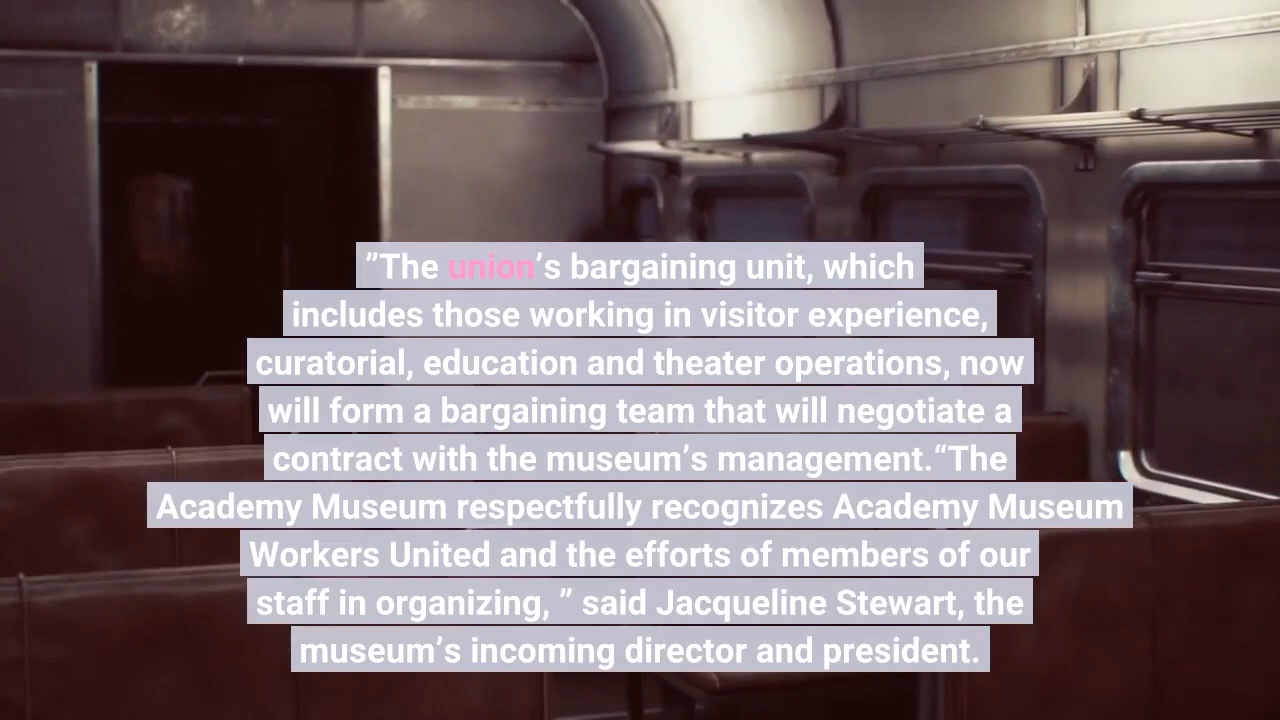 ”The union’s bargaining unit, which
includes those working in visitor experience,
curatorial, education and theater operations, now
will form a bargaining team that will negotiate a
contract with the museum’s management.“The
Academy Museum respectfully recognizes Academy Museum
Workers United and the efforts of members of our
staff in organizing, ” said Jacqueline Stewart, the
museum’s incoming director and president.